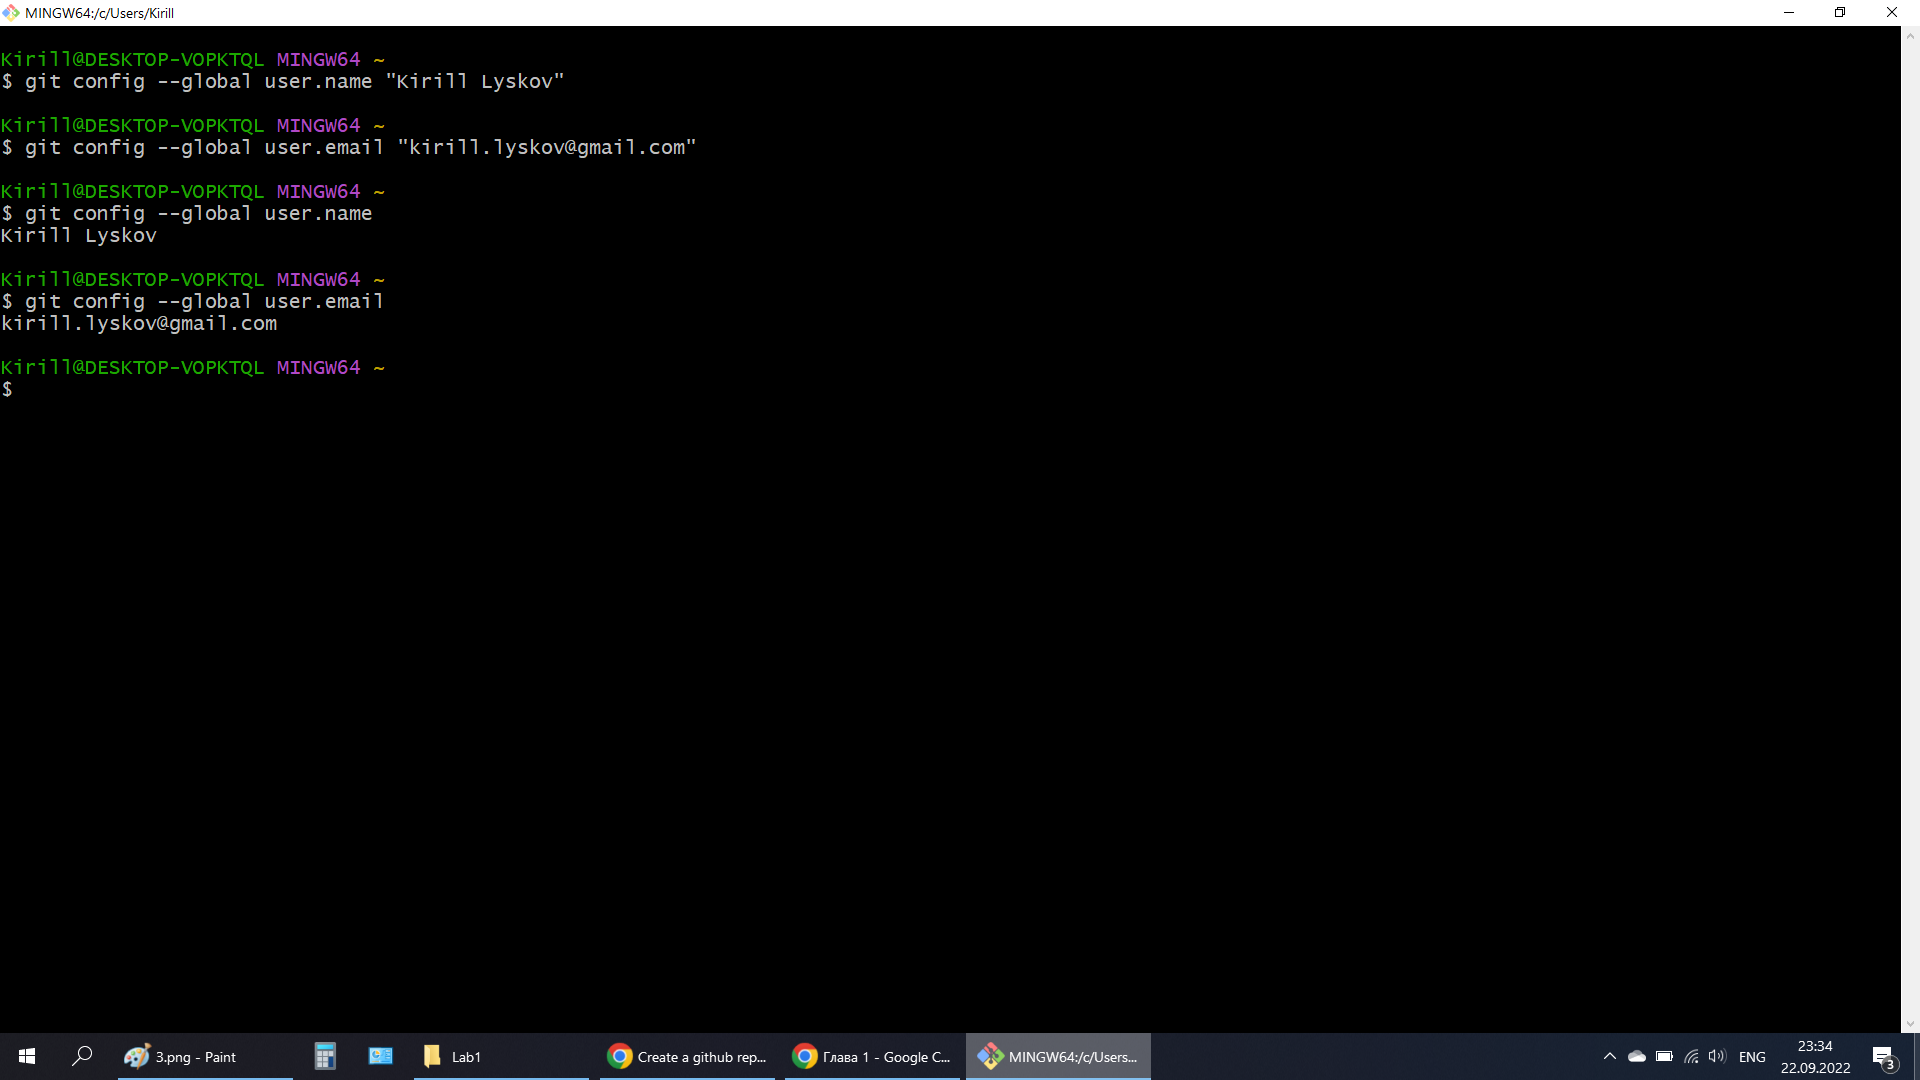 MINGW64:/c/Users/Kirill
Kirill@DESKTOP-VOPKTQL MINGW64 ~
$ git config --global user.name "Kirill Lyskov"
Kirill@DESKTOP-VOPKTQL MINGW64 ~
$ git config --global user.email "kirill.lyskov@gmail.com"
Kirill@DESKTOP-VOPKTQL MINGW64 ~
$ git config --global user.name
Kirill Lyskov
Kirill@DESKTOP-VOPKTQL MINGW64 ~
$ git config --global user.email
kirill.lyskov@gmail.com
Kirill@DESKTOP-VOPKTQL MINGW64 ~
$
3.png - Paint
Lab1
Create a github rep...
Глава 1 - Google C...
MINGW64:/c/Users...
ENG
23:34
22.09.2022
3